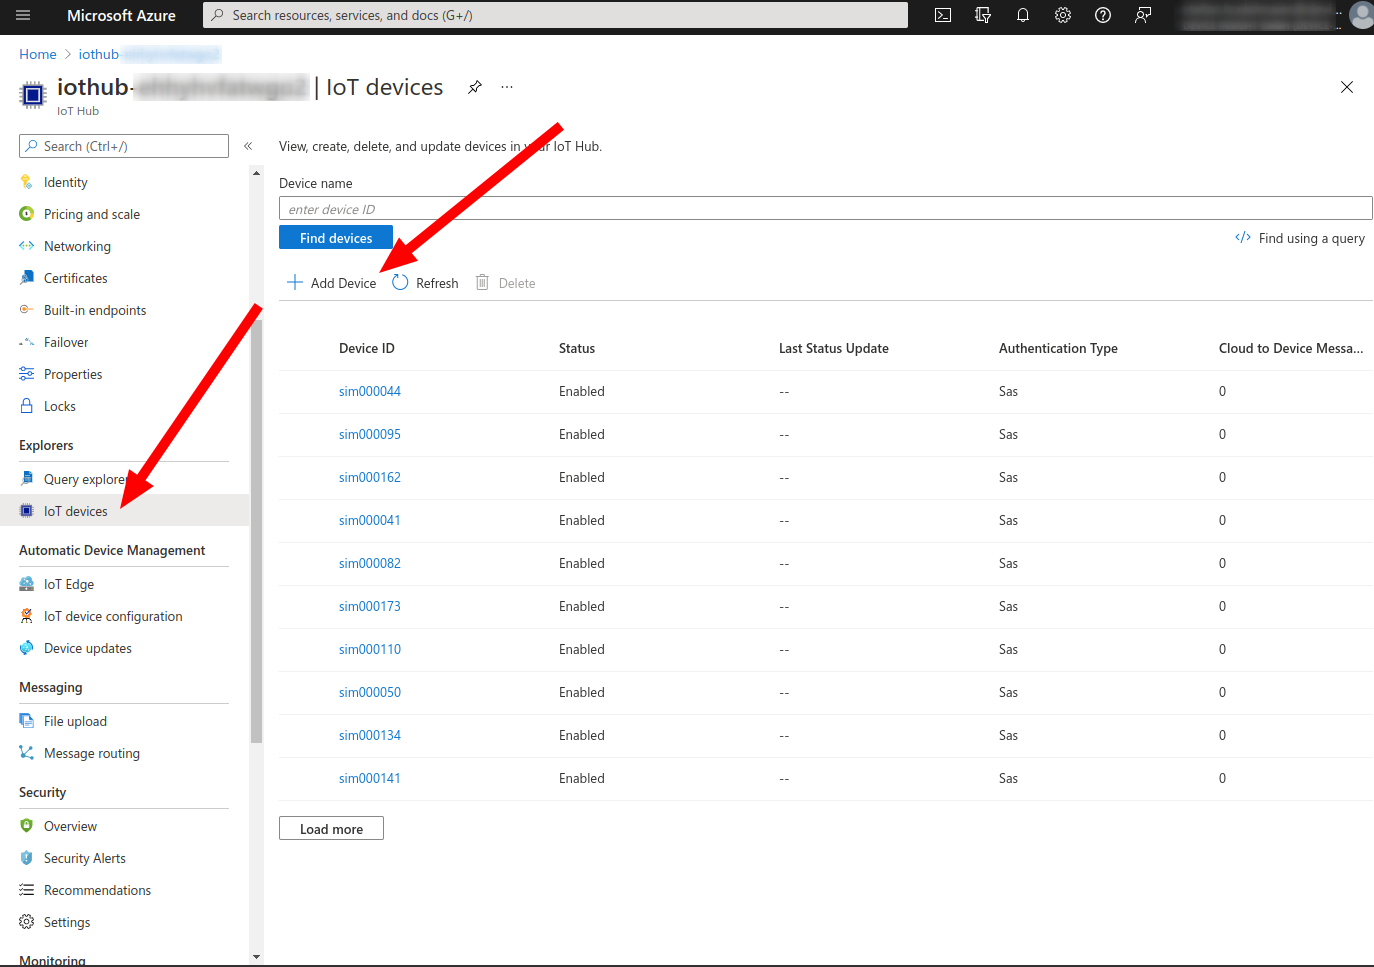 Microsoft Azure
Search resources, services, and docs (G+/)
Home > iothub-
iothub- | IoT devices
IoT Hub
Search (Ctrl+/)
Identity
Pricing and scale
Networking
Certificates
Built-in endpoints
Failover
Properties
Locks
Explorers
Query explorer
IoT devices
Automatic Device Management
IoT Edge
IoT device configuration
Device updates
Messaging
File upload
Message routing
Security
Overview
Security Alerts
Recommendations
Settings
Monitoring
View, create, delete, and update devices in your IoT Hub.
Device name
enter device ID
Find devices
Find using a query
Add Device Refresh Delete
Device ID Status Last Status Update Authentication Type Cloud to Device Messa...
sim000044 Enabled -- Sas 0
sim000095 Enabled -- Sas 0
sim000162 Enabled -- Sas 0
sim000041 Enabled -- Sas 0
sim000082 Enabled -- Sas 0
sim000173 Enabled -- Sas 0
sim000110 Enabled -- Sas 0
sim000050 Enabled -- Sas 0
sim000134 Enabled -- Sas 0
sim000141 Enabled -- Sas 0
Load more